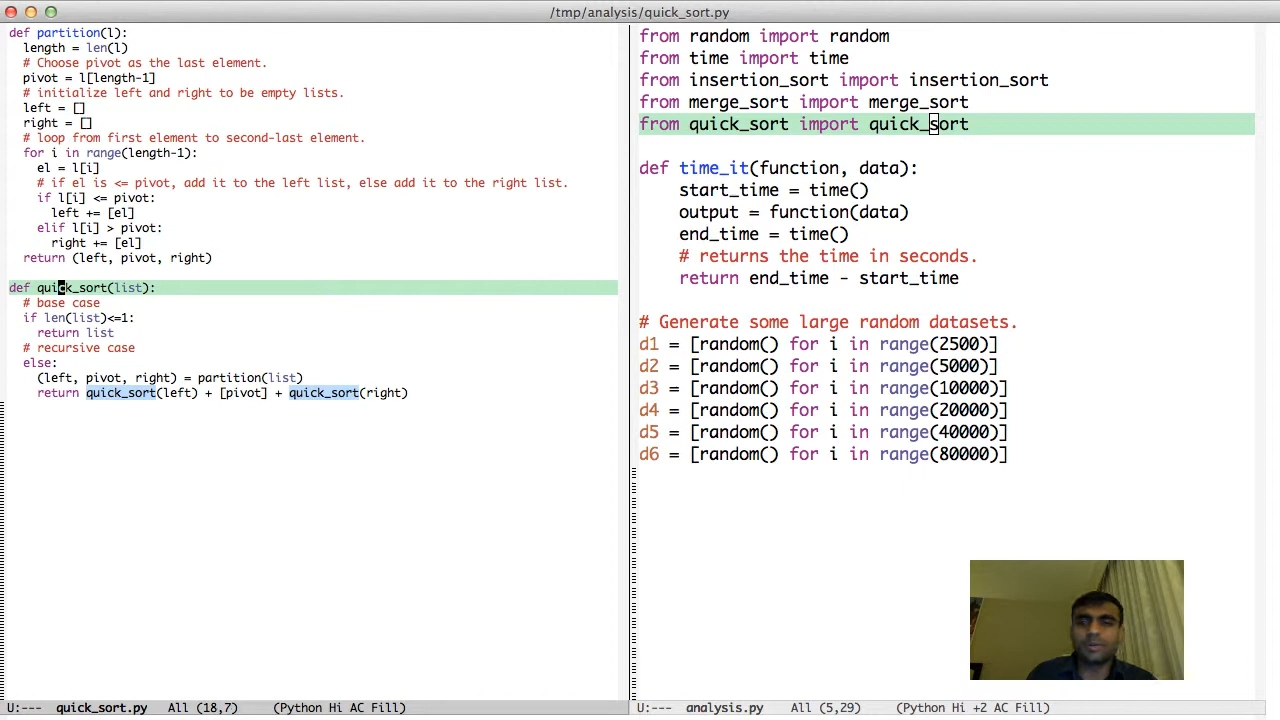 /tmp/analysis/quick_sort.py
def partition(l):
  length = len(l)
  # Choose pivot as the last element.
  pivot = l[length-1]
  # initialize left and right to be empty lists.
  left = []
  right = []
  # loop from first element to second-last element.
  for i in range(length-1):
    el = l[i]
    # if el is <= pivot, add it to the left list, else add it to the right list.
    if l[i] <= pivot:
      left += [el]
    elif l[i] > pivot:
      right += [el]
  return (left, pivot, right)

def quick_sort(list):
  # base case
  if len(list)<=1:
    return list
  # recursive case
  else:
    (left, pivot, right) = partition(list)
    return quick_sort(left) + [pivot] + quick_sort(right)
U:--- quick_sort.py All (18,7) (Python Hi AC Fill)
from random import random
from time import time
from insertion_sort import insertion_sort
from merge_sort import merge_sort
from quick_sort import quick_sort

def time_it(function, data):
    start_time = time()
    output = function(data)
    end_time = time()
    # returns the time in seconds.
    return end_time - start_time

# Generate some large random datasets.
d1 = [random() for i in range(2500)]
d2 = [random() for i in range(5000)]
d3 = [random() for i in range(10000)]
d4 = [random() for i in range(20000)]
d5 = [random() for i in range(40000)]
d6 = [random() for i in range(80000)]
U:--- analysis.py All (5,29) (Python Hi +2 AC Fill)